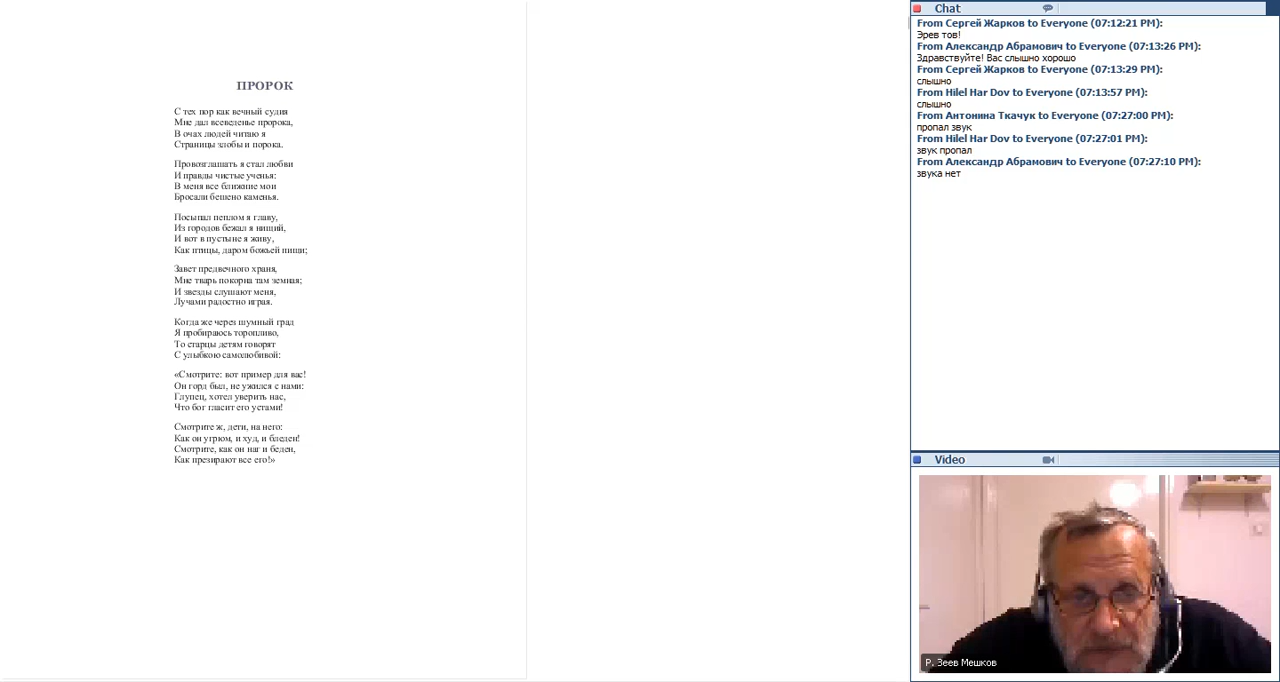 ПРОРОК
С тех пор как вечный судия
Мне дал всеведенье пророка,
В очах людей читаю я
Страницы злобы и порока.
Провозглашать я стал любви
И правды чистые ученья:
В меня все ближние мои
Бросали бешено каменья.
Посыпал пеплом я главу,
Из городов бежал я нищий,
И вот в пустыне я живу,
Как птицы, даром божьей пищи;
Завет предвечного храня,
Мне тварь покорна там земная;
И звезды слушают меня,
Лучами радостно играя.
Когда же через шумный град
Я пробираюсь торопливо,
То старцы детям говорят
С улыбкою самолюбивой:
«Смотрите: вот пример для вас!
Он горд был, не ужился с нами:
Глупец, хотел уверить нас,
Что бог гласит его устами!
Смотрите ж, дети, на него:
Как он угрюм, и худ, и бледен!
Смотрите, как он наг и беден,
Как презирают все его!»
Chat
From Сергей Жарков to Everyone (07:12:21 PM):
Эрев тов!
From Александр Абрамович to Everyone (07:13:26 PM):
Здравствуйте! Вас слышно хорошо
From Сергей Жарков to Everyone (07:13:29 PM):
слышно
From Hilel Har Dov to Everyone (07:13:57 PM):
слышно
From Антонина Ткачук to Everyone (07:27:00 PM):
пропал звук
From Hilel Har Dov to Everyone (07:27:01 PM):
звук пропал
From Александр Абрамович to Everyone (07:27:10 PM):
звука нет
Video
Р. Зеев Мешков